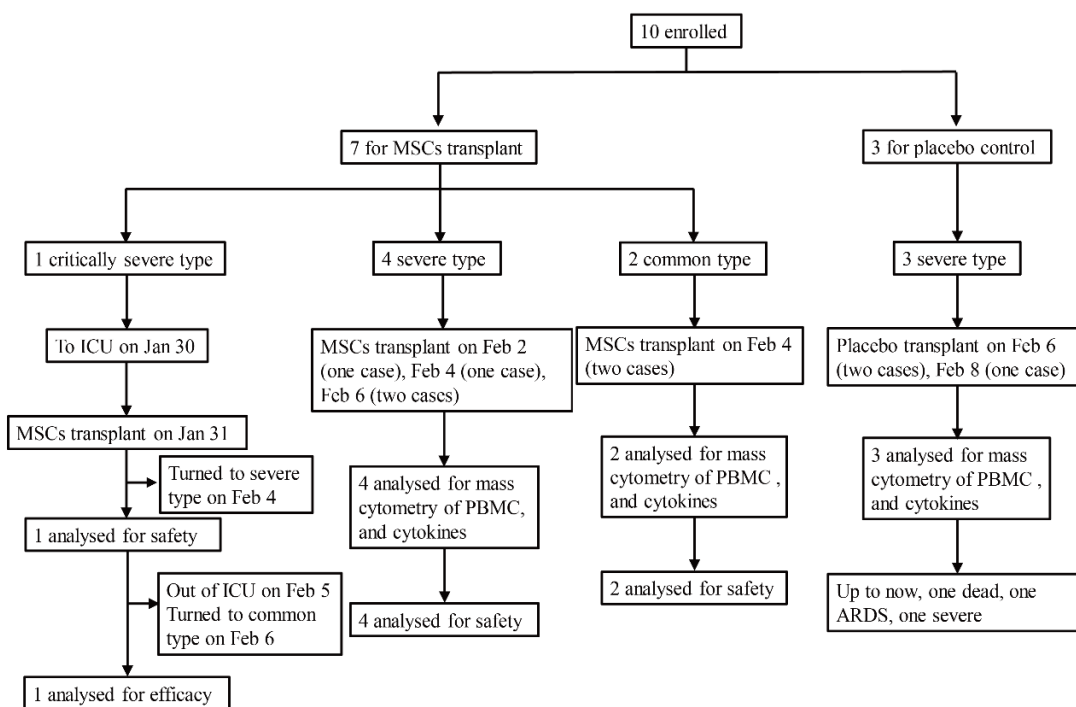 10 enrolled
7 for MSCs transplant
3 for placebo control
1 critically severe type
4 severe type
2 common type
3 severe type
To ICU on Jan 30
MSCs transplant on Feb 2
(one case), Feb 4 (one case),
Feb 6 (two cases)
MSCs transplant on Feb 4
(two cases)
Placebo transplant on Feb 6
(two cases), Feb 8 (one case)
MSCs transplant on Jan 31
Turned to severe
type on Feb 4
4 analysed for mass
cytometry of PBMC,
and cytokines
2 analysed for mass
cytometry of PBMC ,
and cytokines
3 analysed for mass
cytometry of PBMC ,
and cytokines
1 analysed for safety
Out of ICU on Feb 5
Turned to common
type on Feb 6
4 analysed for safety
2 analysed for safety
Up to now, one dead, one
ARDS, one severe
1 analysed for efficacy